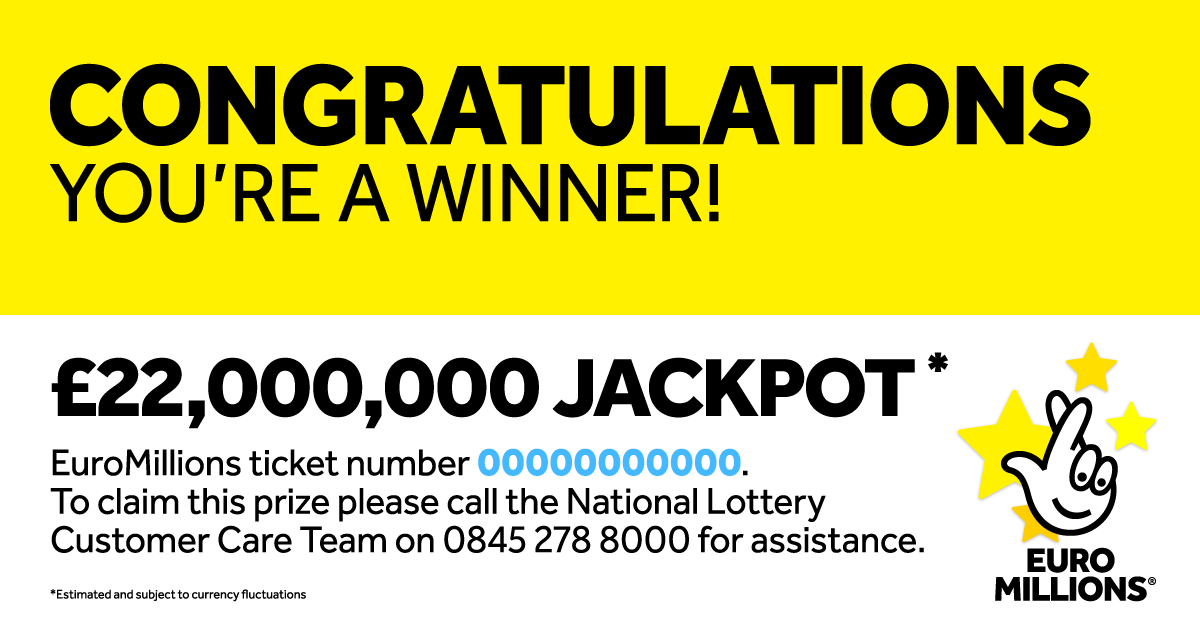 CONGRATULATIONS
YOU'RE A WINNER!
£22,000,000 JACKPOT*
EuroMillions ticket number 00000000000.
To claim this prize please call the National Lottery
Customer Care Team on 0845 278 8000 for assistance.
*Estimated and subject to currency fluctuations
EURO
MILLIONS®